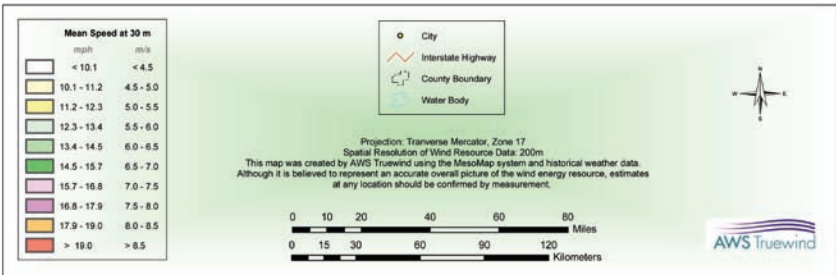 Mean Speed at 30 m
mph m/s
< 10.1 < 4.5
10.1 - 11.2 4.5 - 5.0
11.2 - 12.3 5.0 - 5.5
12.3 - 13.4 5.5 - 6.0
13.4 - 14.5 6.0 - 6.5
14.5 - 15.7 6.5 - 7.0
15.7 - 16.8 7.0 - 7.5
16.8 - 17.9 7.5 - 8.0
17.9 - 19.0 8.0 - 8.5
> 19.0 > 8.5
City
Interstate Highway
County Boundary
Water Body
Projection: Tranverse Mercator, Zone 17
Spatial Resolution of Wind Resource Data: 200m
This map was created by AWS Truewind using the MesoMap system and historical weather data.
Although it is believed to represent an accurate overall picture of the wind energy resource, estimates
at any location should be confirmed by measurement.
0 10 20 40 60 80
Miles
0 15 30 60 90 120
Kilometers
N
W E
S
AWS Truewind